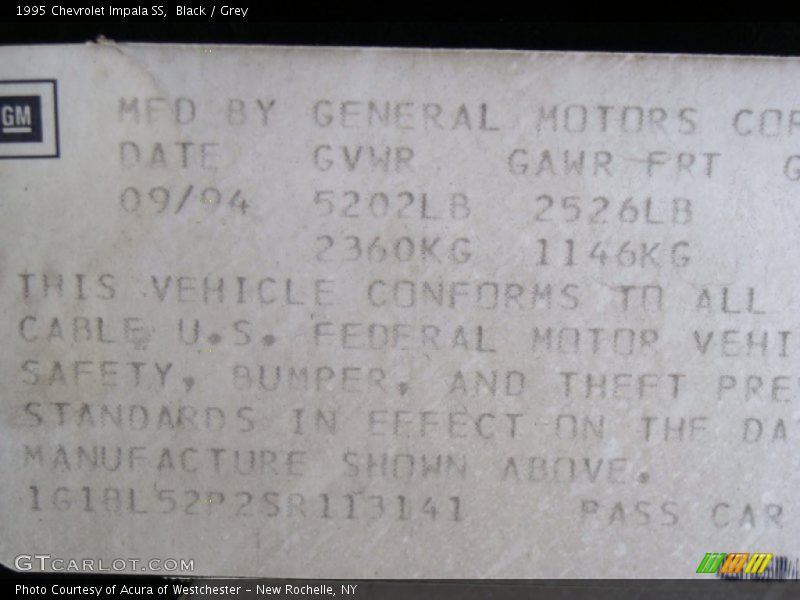 1995 Chevrolet Impala SS, Black / Grey
GM
MFD BY GENERAL MOTORS COR
DATE GVWR GAWR FRT G
09/94 5202LB 2526LB
2360KG 1146KG
THIS VEHICLE CONFORMS TO ALL
CABLE U.S. FEDERAL MOTOR VEHI
SAFETY, BUMPER, AND THEFT PRE
STANDARDS IN EFFECT ON THE DA
MANUFACTURE SHOWN ABOVE.
1G1BL52P2SR113141 PASS CAR
GTCARLOT.COM
Photo Courtesy of Acura of Westchester - New Rochelle, NY